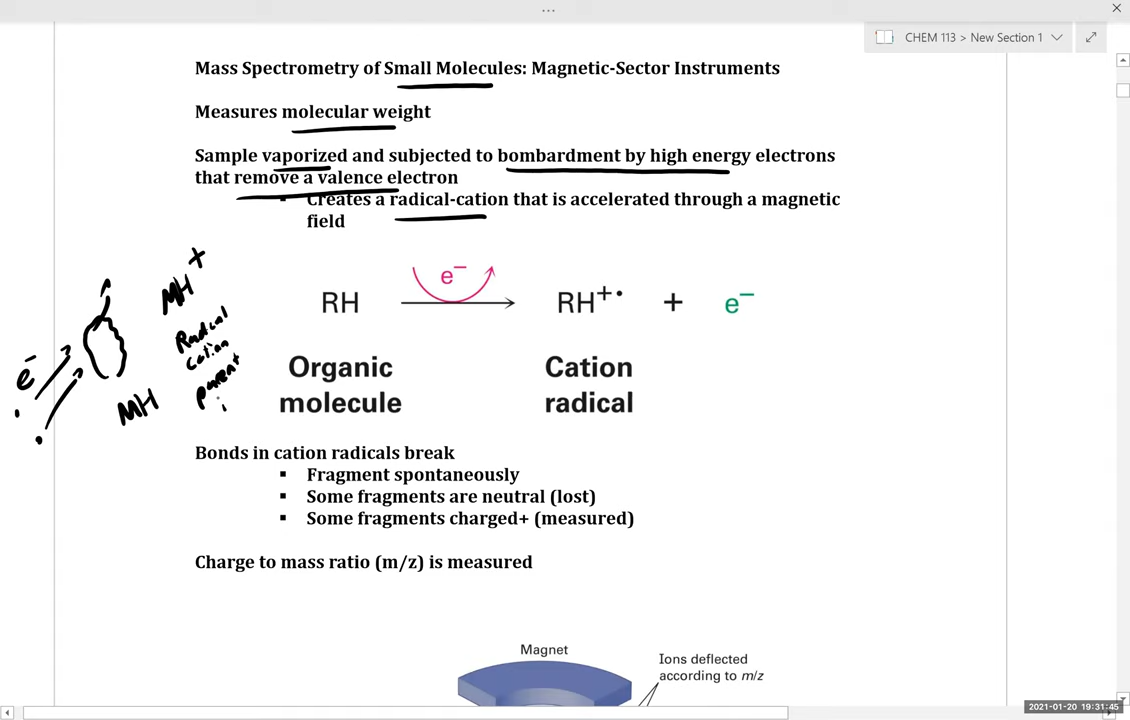 CHEM 113 > New Section 1
Mass Spectrometry of Small Molecules: Magnetic-Sector Instruments
Measures molecular weight
Sample vaporized and subjected to bombardment by high energy electrons
that remove a valence electron
▪ Creates a radical-cation that is accelerated through a magnetic
field
MH+
Radical
cation
parent
i
e-
MH
RH
e−
RH+•
+
e−
Organic
molecule
Cation
radical
Bonds in cation radicals break
▪ Fragment spontaneously
▪ Some fragments are neutral (lost)
▪ Some fragments charged+ (measured)
Charge to mass ratio (m/z) is measured
Magnet
Ions deflected
according to m/z
2021-01-20 19:31:45